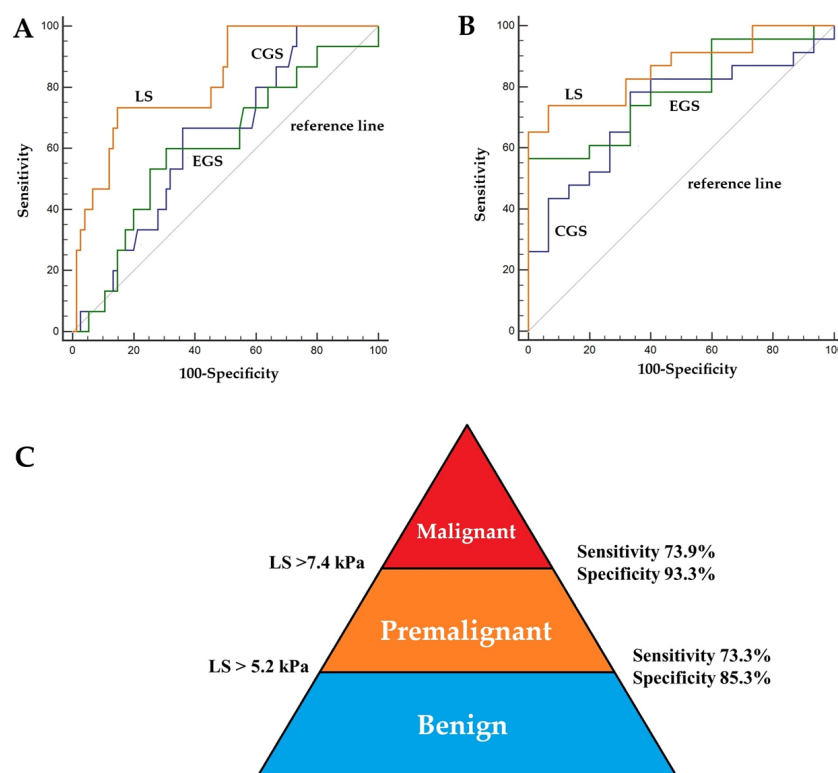 A
100
80
60
40
20
0
Sensitivity
LS
CGS
EGS
reference line
0 20 40 60 80 100
100-Specificity
B
100
80
60
40
20
0
Sensitivity
LS
EGS
CGS
reference line
0 20 40 60 80 100
100-Specificity
C
Malignant
LS >7.4 kPa
Sensitivity 73.9%
Specificity 93.3%
Premalignant
LS > 5.2 kPa
Sensitivity 73.3%
Specificity 85.3%
Benign